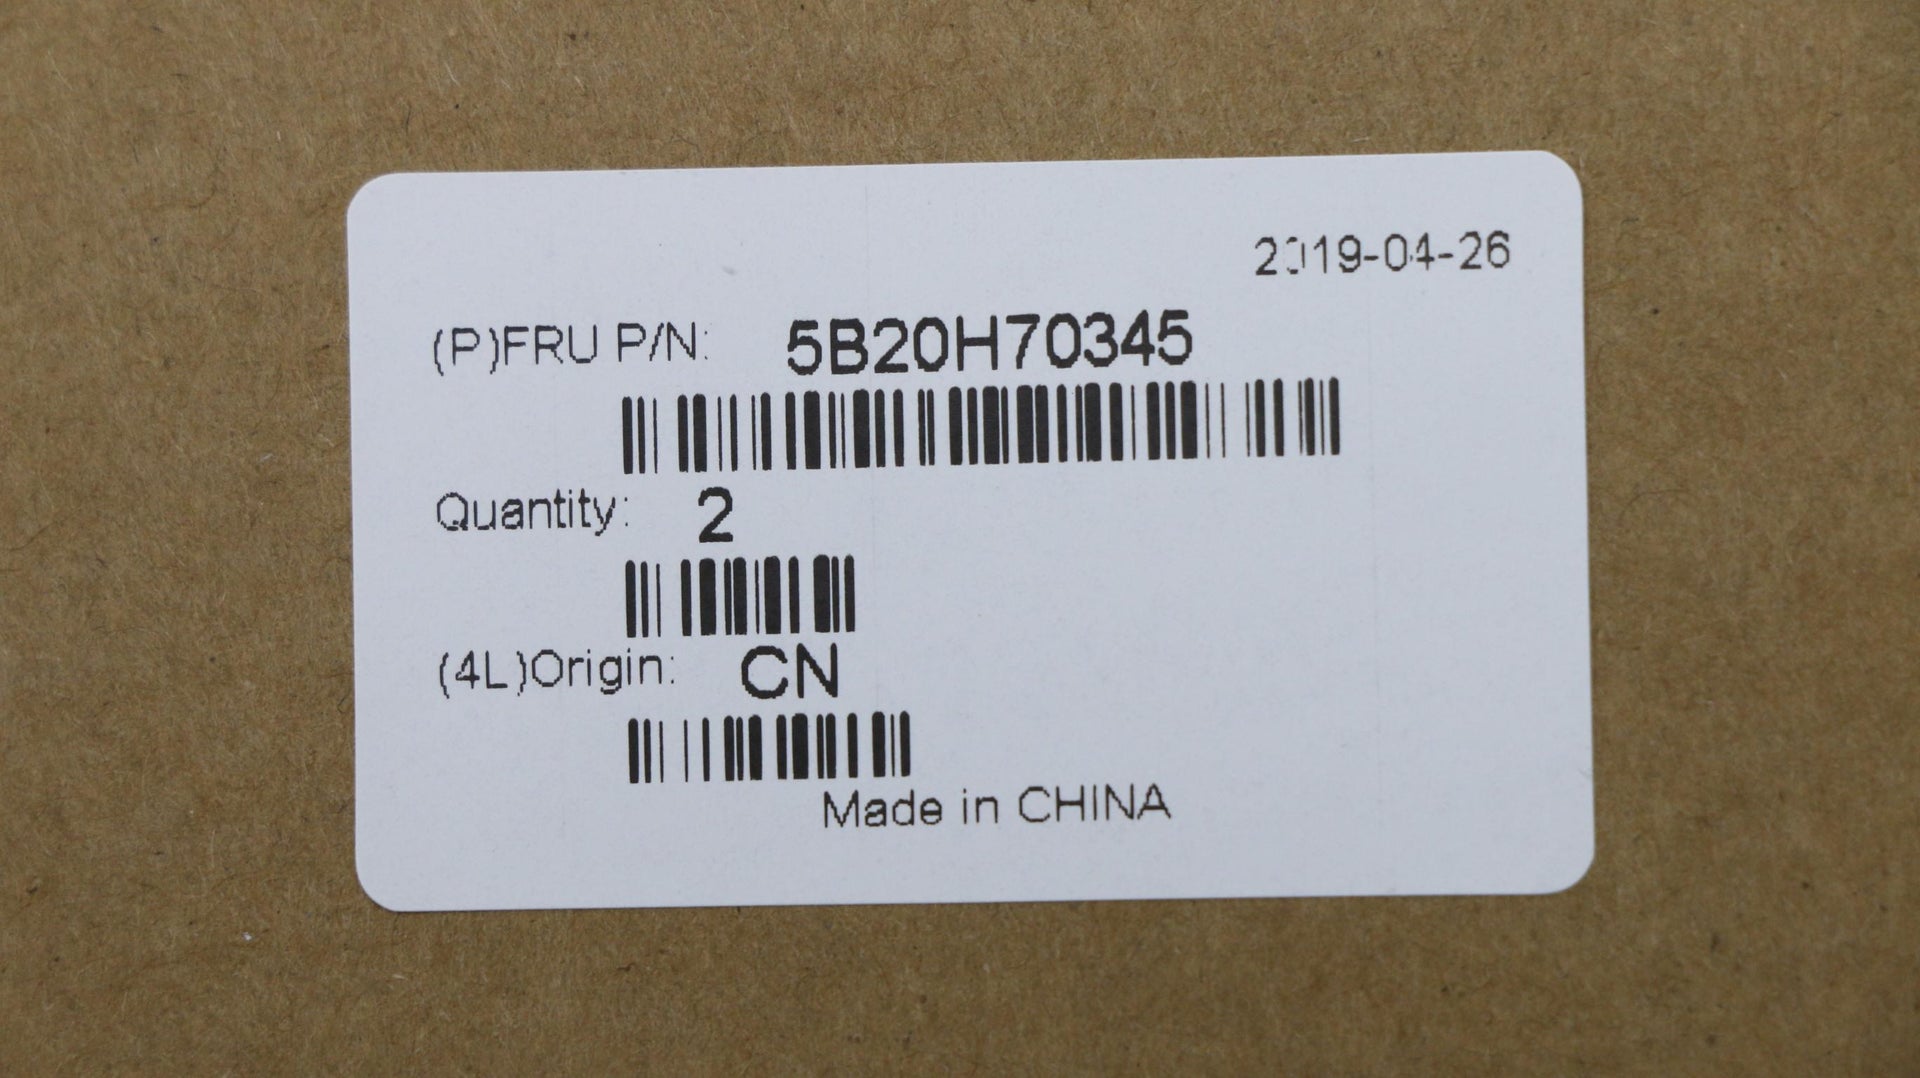 2019-04-26
(P)FRU P/N: 5B20H70345
Quantity: 2
(4L)Origin: CN
Made in CHINA